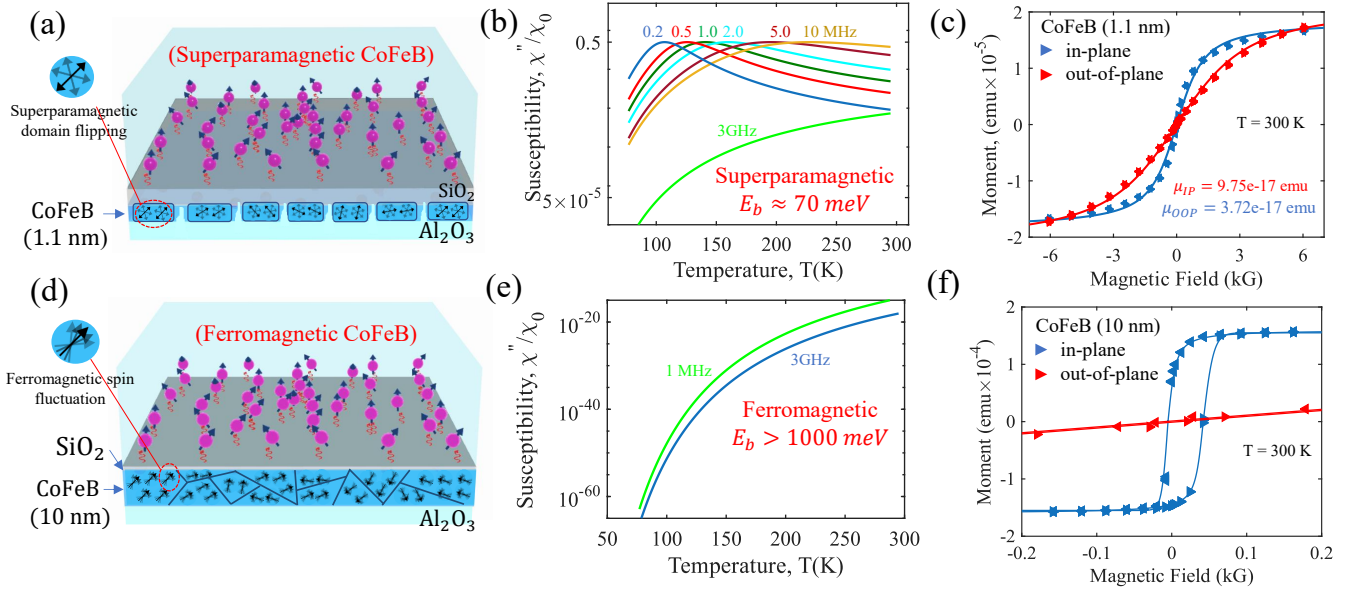 (a)
(Superparamagnetic CoFeB)
Superparamagnetic
domain flipping
SiO₂
CoFeB
(1.1 nm)
Al₂O₃
(b)
Susceptibility, χ"/χ₀
0.5
5×10⁻⁵
0.2
0.5
1.0
2.0
5.0
10 MHz
3GHz
Superparamagnetic
E_b ≈ 70 meV
100
150
200
250
300
Temperature, T(K)
(c)
Moment, (emu×10⁻⁵)
2
1
0
-1
-2
CoFeB (1.1 nm)
in-plane
out-of-plane
T = 300 K
μ_IP = 9.75e-17 emu
μ_OOP = 3.72e-17 emu
-6
-3
0
3
6
Magnetic Field (kG)
(d)
(Ferromagnetic CoFeB)
Ferromagnetic spin
fluctuation
SiO₂
CoFeB
(10 nm)
Al₂O₃
(e)
Susceptibility, χ"/χ₀
10⁻²⁰
10⁻⁴⁰
10⁻⁶⁰
1 MHz
3GHz
Ferromagnetic
E_b > 1000 meV
50
100
150
200
250
300
Temperature, T(K)
(f)
Moment (emu×10⁻⁴)
2
1
0
-1
-2
CoFeB (10 nm)
in-plane
out-of-plane
T = 300 K
-0.2
-0.1
0
0.1
0.2
Magnetic Field (kG)